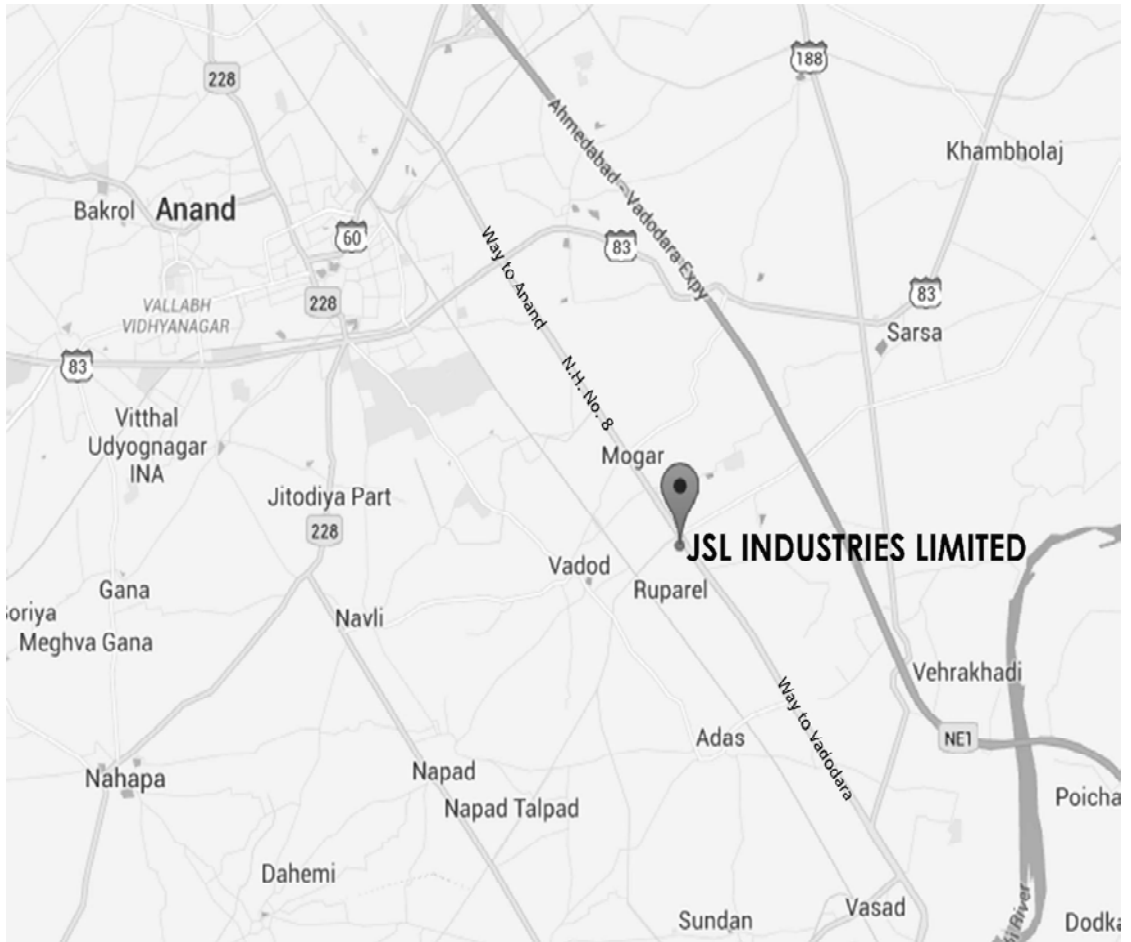 228
188
Ahmedabad - Vadodara Expy
Khambholaj
Bakrol
Anand
60
Way to Anand
83
228
83
VALLABH
VIDHYANAGAR
Sarsa
83
N.H. No. 8
Vitthal
Udyognagar
INA
Mogar
Jitodiya Part
228
JSL INDUSTRIES LIMITED
Vadod
Ruparel
Gana
oriya
Navli
Meghva Gana
Vehrakhadi
Way to Vadodara
Adas
NE1
Nahapa
Napad
Napad Talpad
Poicha
Dahemi
Vasad
Sundan
River
Dodka